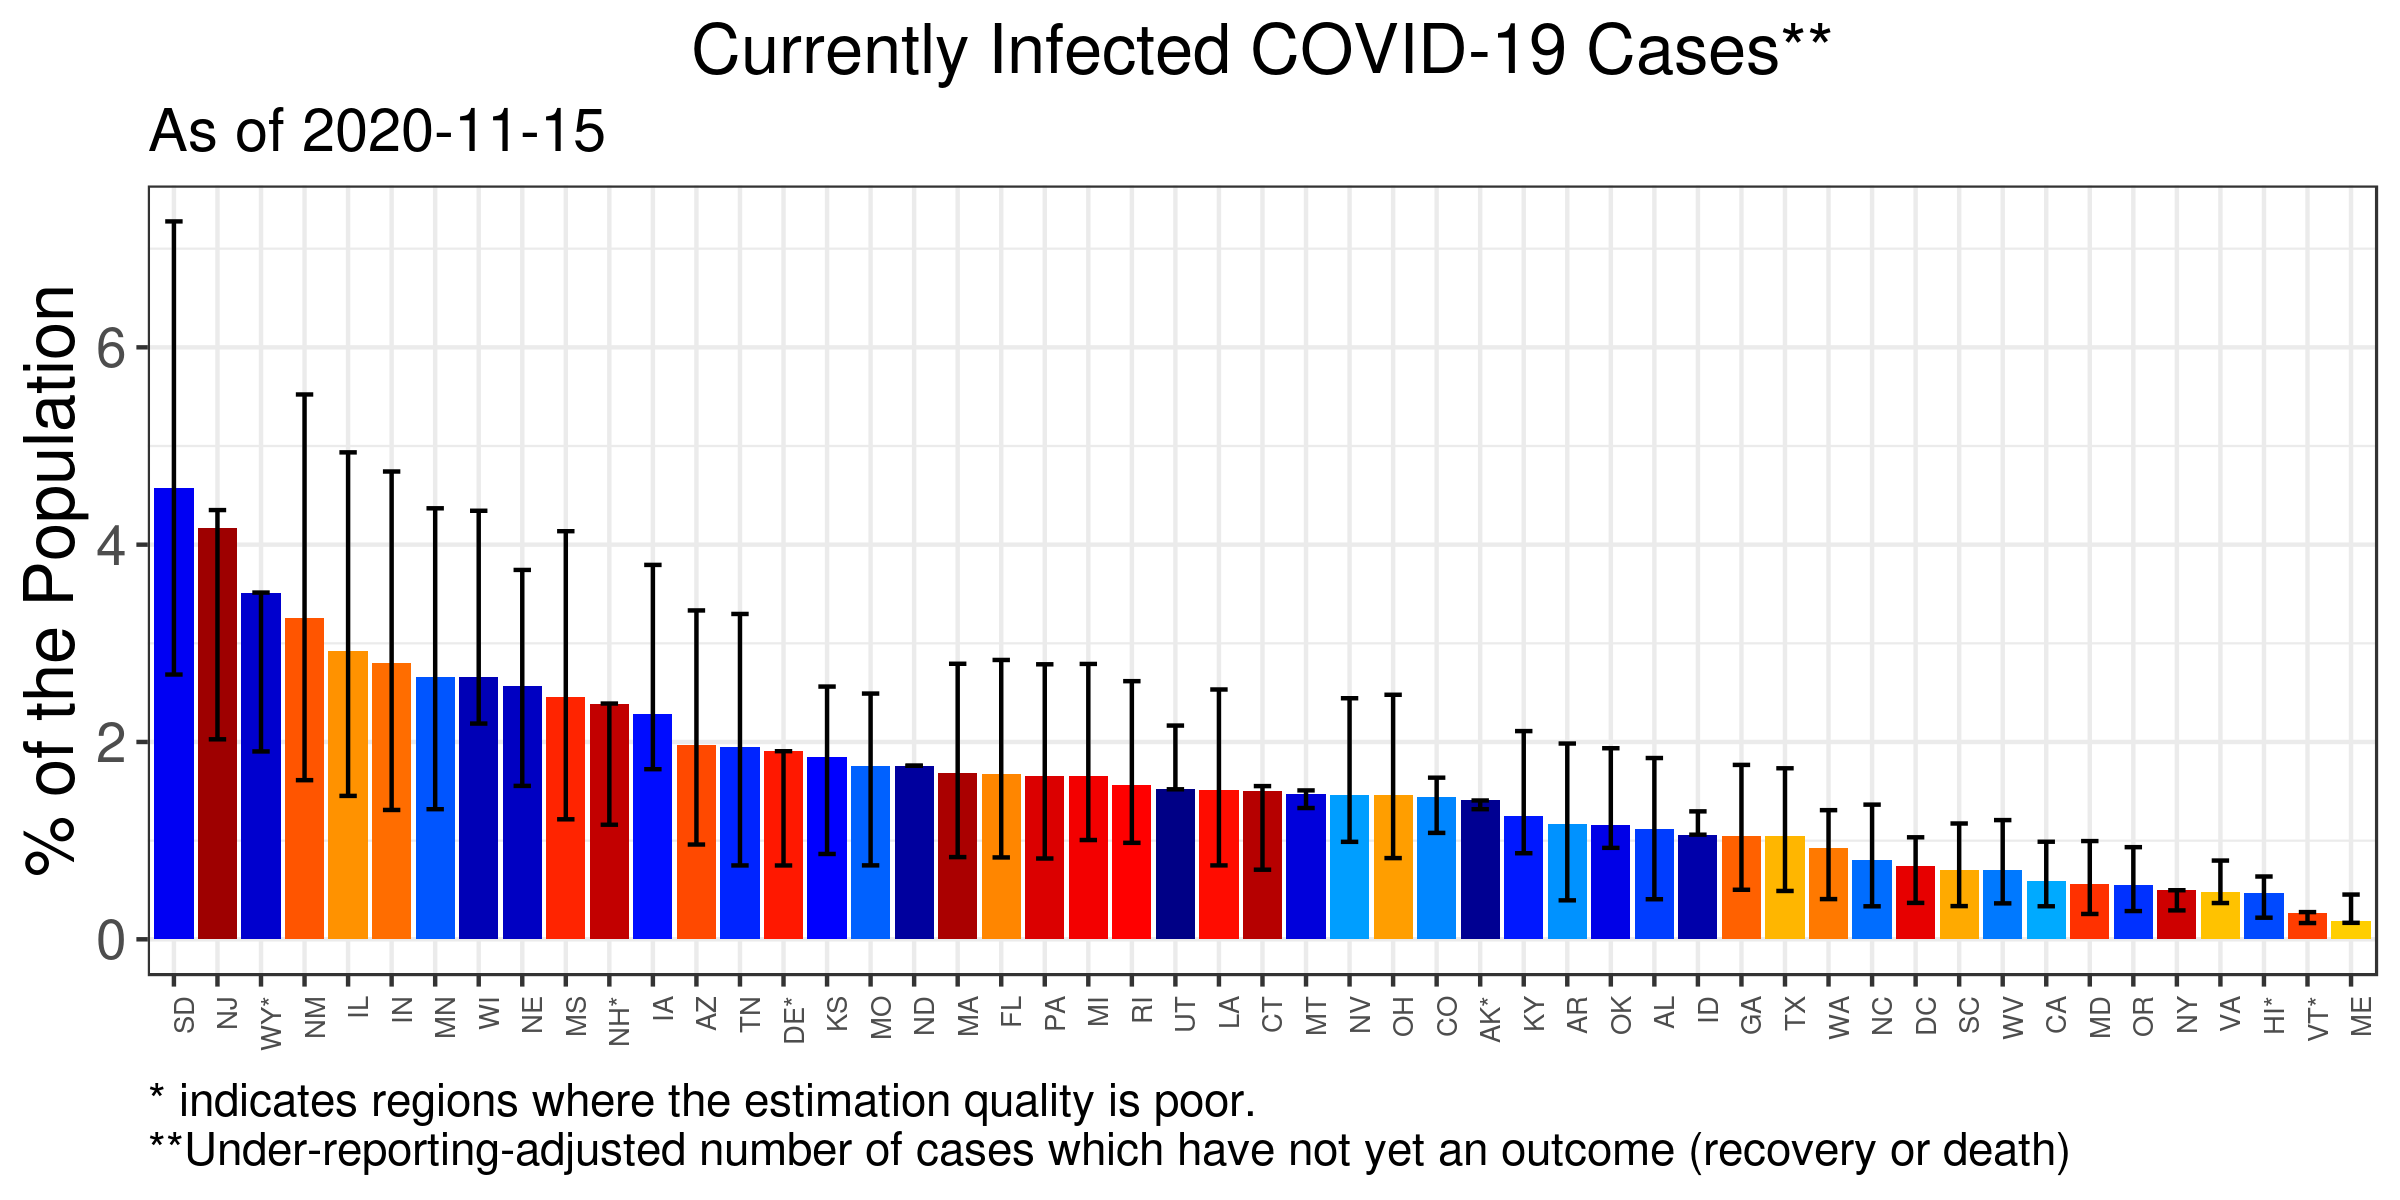 Currently Infected COVID-19 Cases**
As of 2020-11-15
% of the Population
6
4
2
0
SD NJ WY* NM IL IN MN WI NE MS NH* IA AZ TN DE* KS MO ND MA FL PA MI RI UT LA CT MT NV OH CO AK* KY AR OK AL ID GA TX WA NC DC SC WV CA MD OR NY VA HI* VT* ME
* indicates regions where the estimation quality is poor.
**Under-reporting-adjusted number of cases which have not yet an outcome (recovery or death)